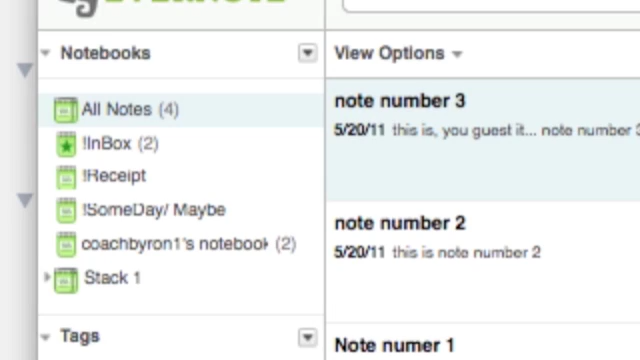 Notebooks
All Notes (4)
!InBox (2)
!Receipt
!SomeDay/ Maybe
coachbyron1's notebook (2)
Stack 1
Tags
View Options
note number 3
5/20/11 this is, you guest it... note number 3
note number 2
5/20/11 this is note number 2
Note numer 1